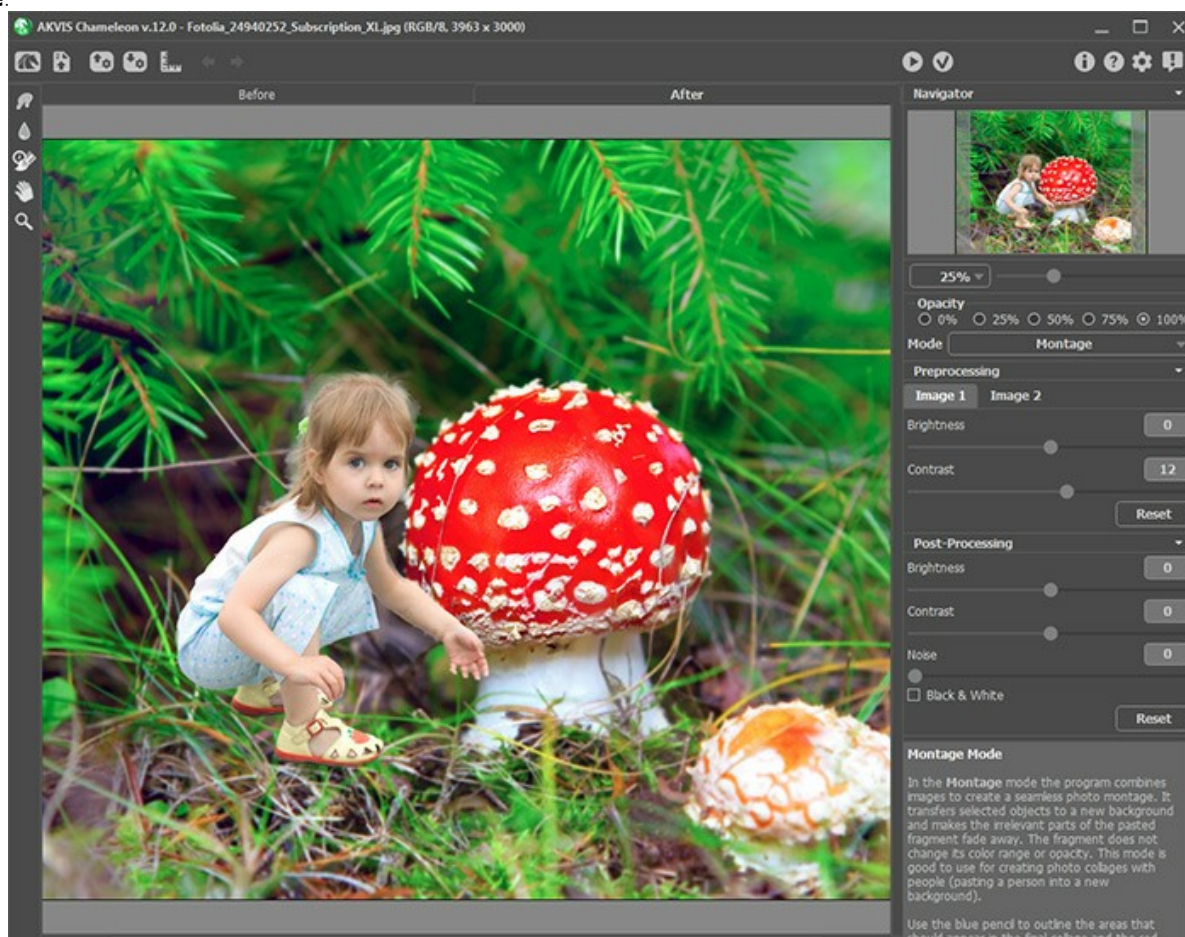 AKVIS Chameleon v.12.0 - Fotolia_24940252_Subscription_XL.jpg (RGB/8, 3963 x 3000)
Before
After
Navigator
25%
Opacity
0% 25% 50% 75% 100%
Mode Montage
Preprocessing
Image 1 Image 2
Brightness 0
Contrast 12
Reset
Post-Processing
Brightness 0
Contrast 0
Noise 0
Black & White
Reset
Montage Mode
In the Montage mode the program combines
images to create a seamless photo montage. It
transfers selected objects to a new background
and makes the irrelevant parts of the pasted
fragment fade away. The fragment does not
change its color range or opacity. This mode is
good to use for creating photo collages with
people (pasting a person into a new
background).
Use the blue pencil to outline the areas that